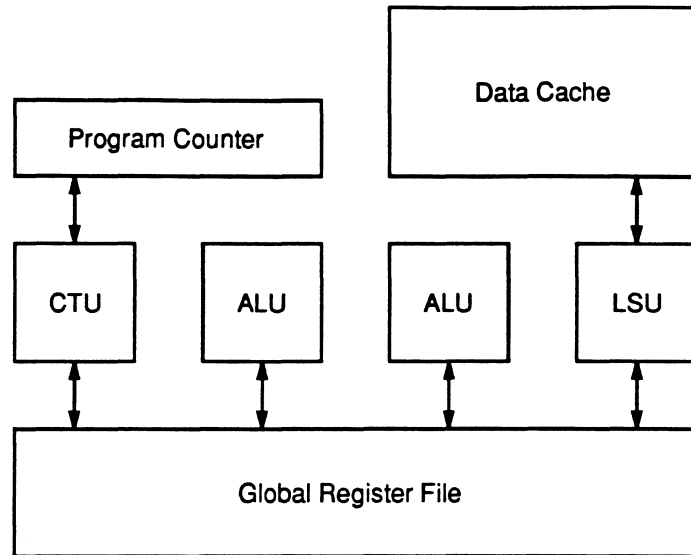 Data Cache
Program Counter
CTU
ALU
ALU
LSU
Global Register File